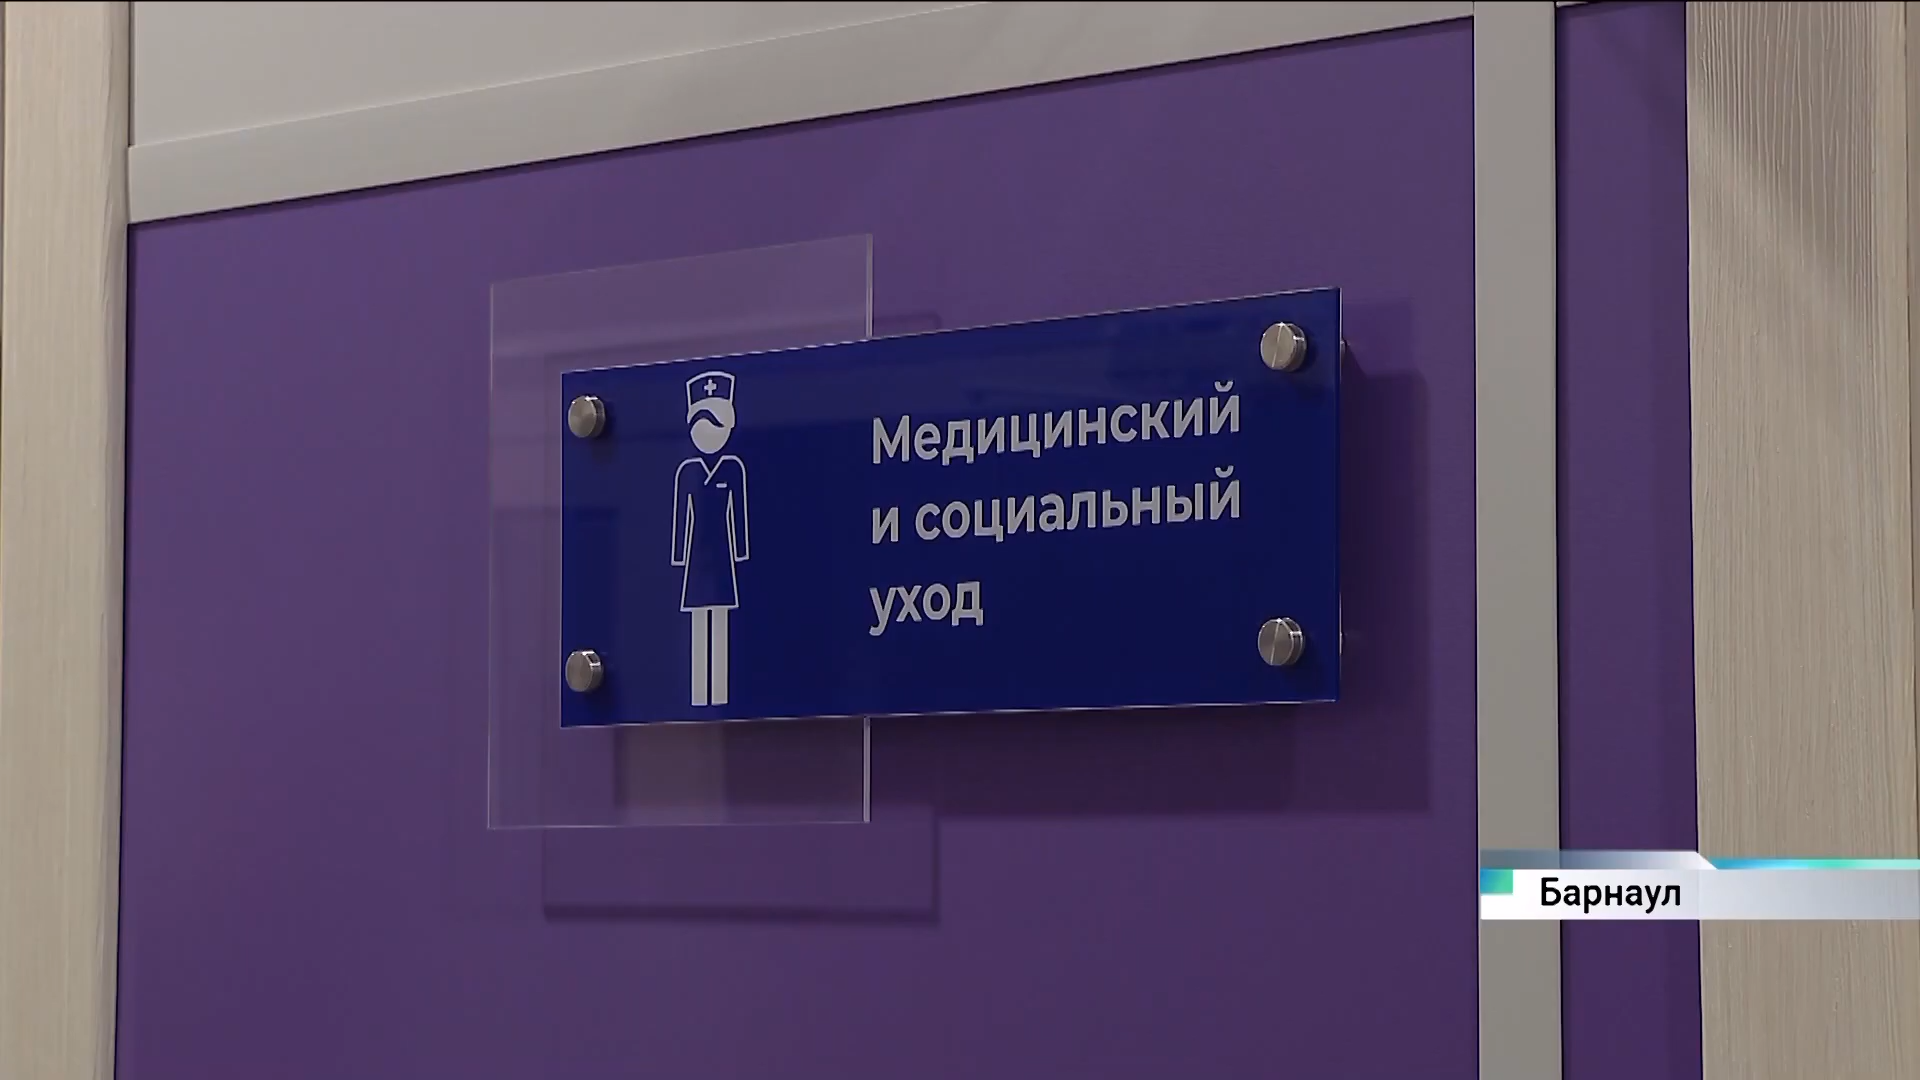 Медицинский
и социальный
уход
Барнаул